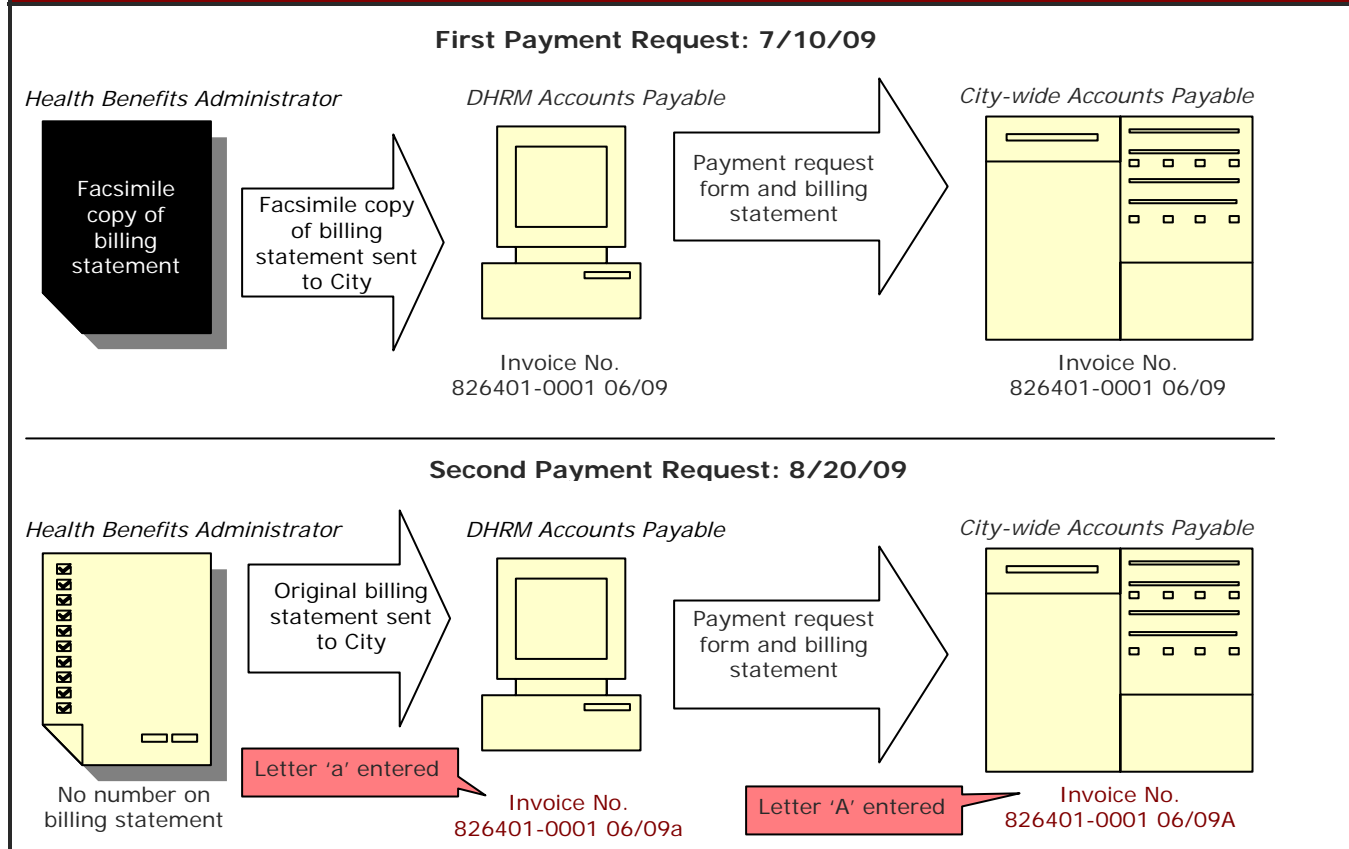 First Payment Request: 7/10/09
Health Benefits Administrator
DHRM Accounts Payable
City-wide Accounts Payable
Facsimile
copy of
billing
statement
Facsimile copy
of billing
statement sent
to City
Payment request
form and billing
statement
Invoice No.
826401-0001 06/09
Invoice No.
826401-0001 06/09
Second Payment Request: 8/20/09
Health Benefits Administrator
DHRM Accounts Payable
City-wide Accounts Payable
Original billing
statement sent
to City
Payment request
form and billing
statement
No number on
billing statement
Letter ‘a’ entered
Invoice No.
826401-0001 06/09a
Letter ‘A’ entered
Invoice No.
826401-0001 06/09A